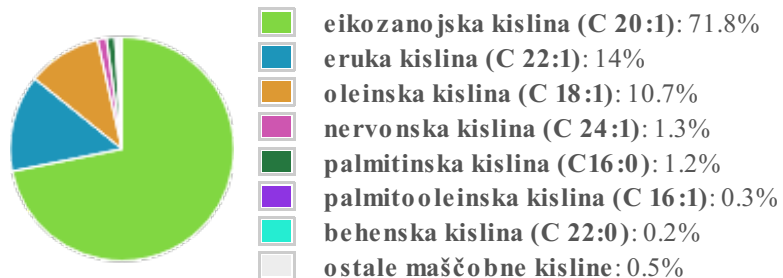 eikozanojska kislina (C 20:1): 71.8%
eruka kislina (C 22:1): 14%
oleinska kislina (C 18:1): 10.7%
nervonska kislina (C 24:1): 1.3%
palmitinska kislina (C16:0): 1.2%
palmitooleinska kislina (C 16:1): 0.3%
behenska kislina (C 22:0): 0.2%
ostale maščobne kisline: 0.5%